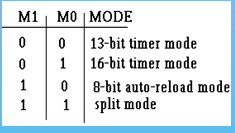 M1 M0 MODE
0 0 13-bit timer mode
0 1 16-bit timer mode
1 0 8-bit auto-reload mode
1 1 split mode